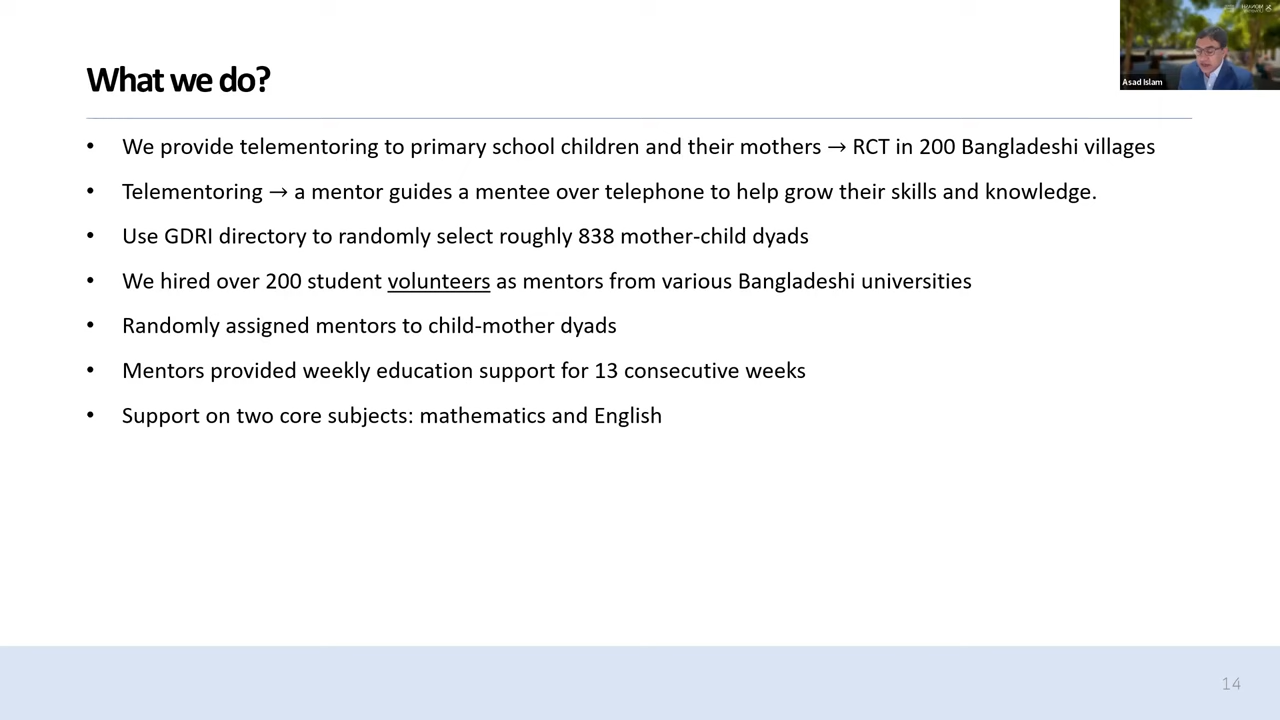 What we do?
Asad Islam
• We provide telementoring to primary school children and their mothers → RCT in 200 Bangladeshi villages
• Telementoring → a mentor guides a mentee over telephone to help grow their skills and knowledge.
• Use GDRI directory to randomly select roughly 838 mother-child dyads
• We hired over 200 student volunteers as mentors from various Bangladeshi universities
• Randomly assigned mentors to child-mother dyads
• Mentors provided weekly education support for 13 consecutive weeks
• Support on two core subjects: mathematics and English
14